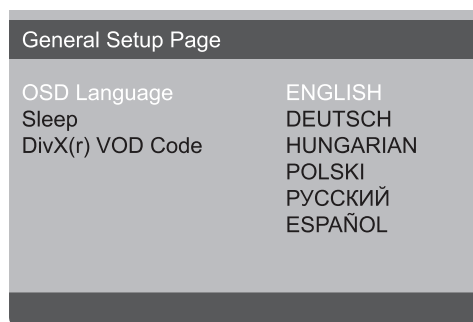 General Setup Page
OSD Language ENGLISH
Sleep DEUTSCH
DivX(r) VOD Code HUNGARIAN
POLSKI
РУССКИЙ
ESPAÑOL